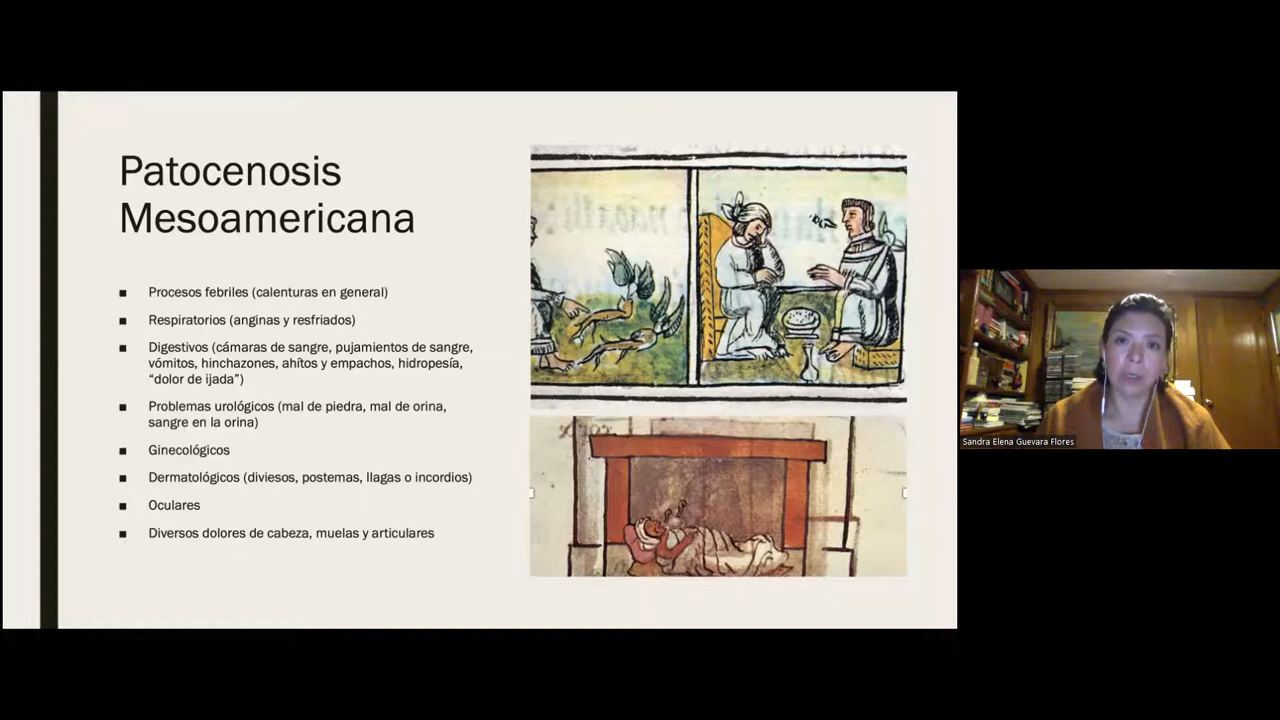 Patocenosis
Mesoamericana
■ Procesos febriles (calenturas en general)
■ Respiratorios (anginas y resfriados)
■ Digestivos (cámaras de sangre, pujamientos de sangre,
vómitos, hinchazones, ahítos y empachos, hidropesía,
“dolor de ijada”)
■ Problemas urológicos (mal de piedra, mal de orina,
sangre en la orina)
■ Ginecológicos
■ Dermatológicos (diviesos, postemas, llagas o incordios)
■ Oculares
■ Diversos dolores de cabeza, muelas y articulares
Sandra Elena Guevara Flores